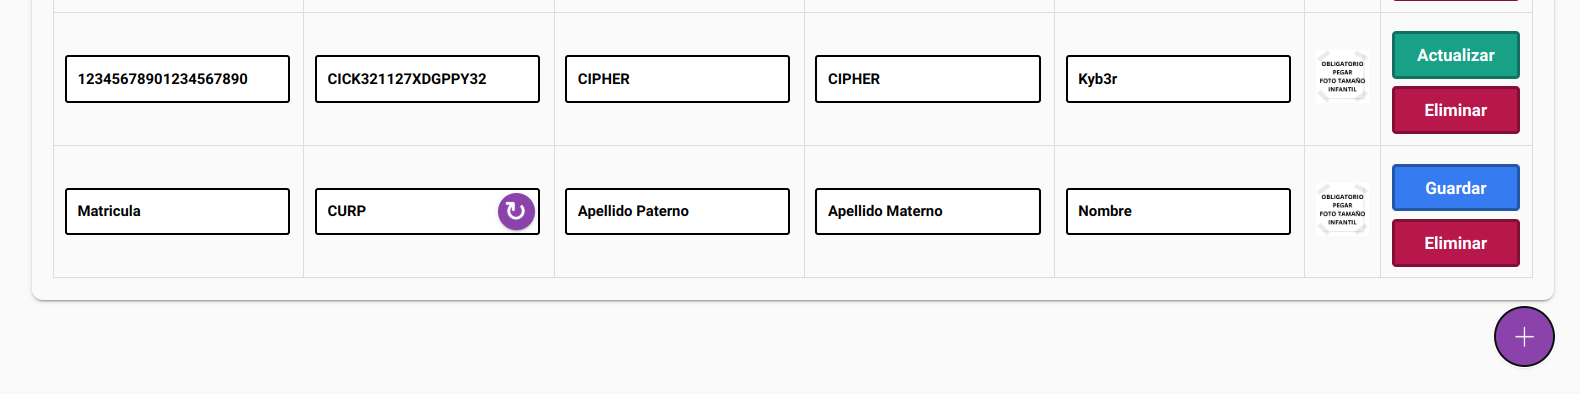 12345678901234567890
CICK321127XDGPPY32
CIPHER
CIPHER
Kyb3r
OBLIGATORIO
PEGAR
FOTO TAMAÑO
INFANTIL
Actualizar
Eliminar
Matricula
CURP
Apellido Paterno
Apellido Materno
Nombre
OBLIGATORIO
PEGAR
FOTO TAMAÑO
INFANTIL
Guardar
Eliminar